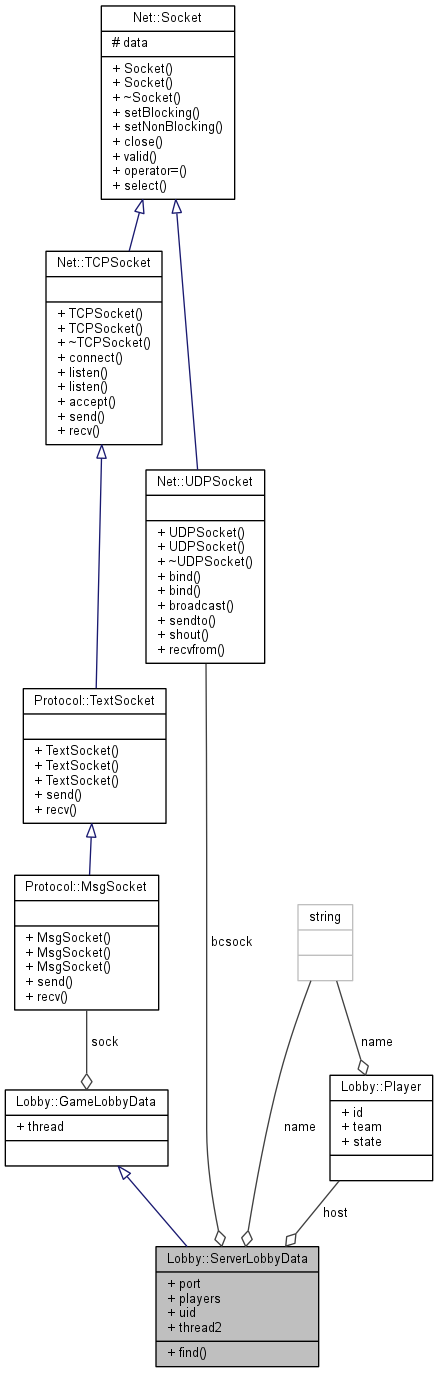 Net::Socket
# data
+ Socket()
+ Socket()
+ ~Socket()
+ setBlocking()
+ setNonBlocking()
+ close()
+ valid()
+ operator=()
+ select()
Net::TCPSocket
+ TCPSocket()
+ TCPSocket()
+ ~TCPSocket()
+ connect()
+ listen()
+ listen()
+ accept()
+ send()
+ recv()
Net::UDPSocket
+ UDPSocket()
+ UDPSocket()
+ ~UDPSocket()
+ bind()
+ bind()
+ broadcast()
+ sendto()
+ shout()
+ recvfrom()
Protocol::TextSocket
+ TextSocket()
+ TextSocket()
+ TextSocket()
+ send()
+ recv()
Protocol::MsgSocket
+ MsgSocket()
+ MsgSocket()
+ MsgSocket()
+ send()
+ recv()
bcsock
string
sock
name
Lobby::GameLobbyData
+ thread
Lobby::Player
+ id
+ team
+ state
name
host
Lobby::ServerLobbyData
+ port
+ players
+ uid
+ thread2
+ find()